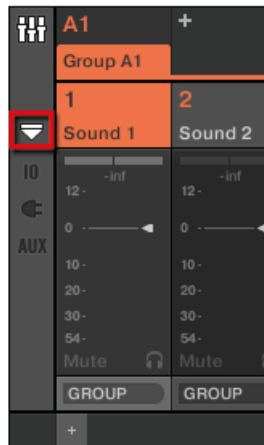 A1 +
Group A1
1 2
Sound 1 Sound 2
-inf -inf
12- 12-
0 - 0 -
IO
AUX
10- 10-
20- 20-
30- 30-
54- 54-
Mute Mute
GROUP GROUP
+